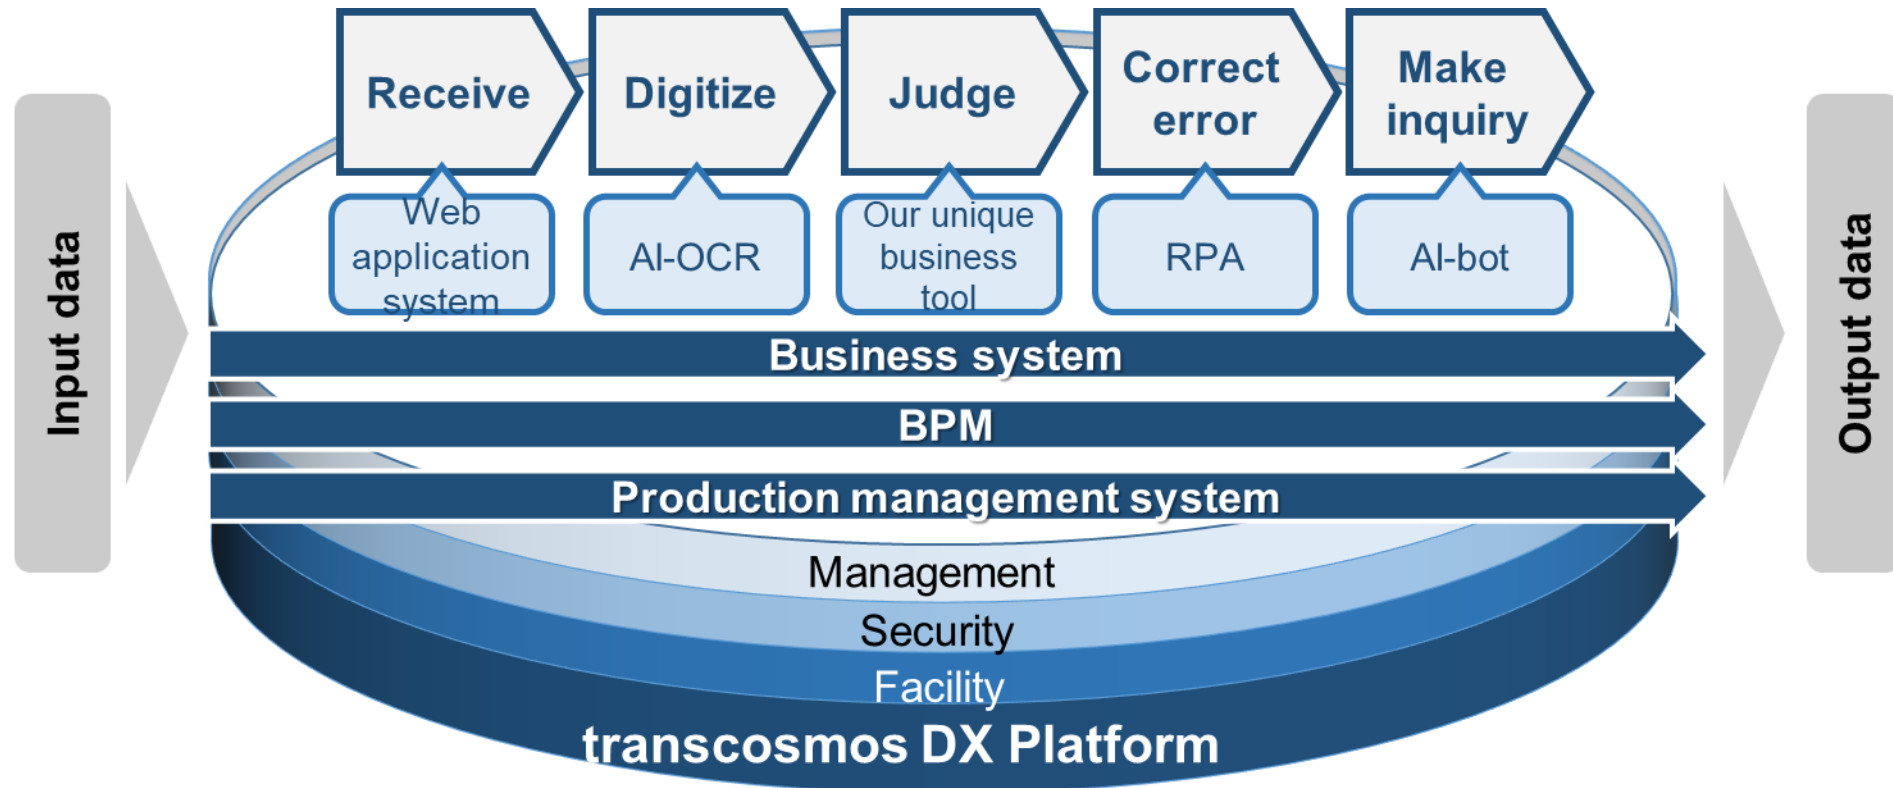 Receive
Digitize
Judge
Correct
error
Make
inquiry
Web
application
system
AI-OCR
Our unique
business
tool
RPA
AI-bot
Input data
Output data
Business system
BPM
Production management system
Management
Security
Facility
transcosmos DX Platform